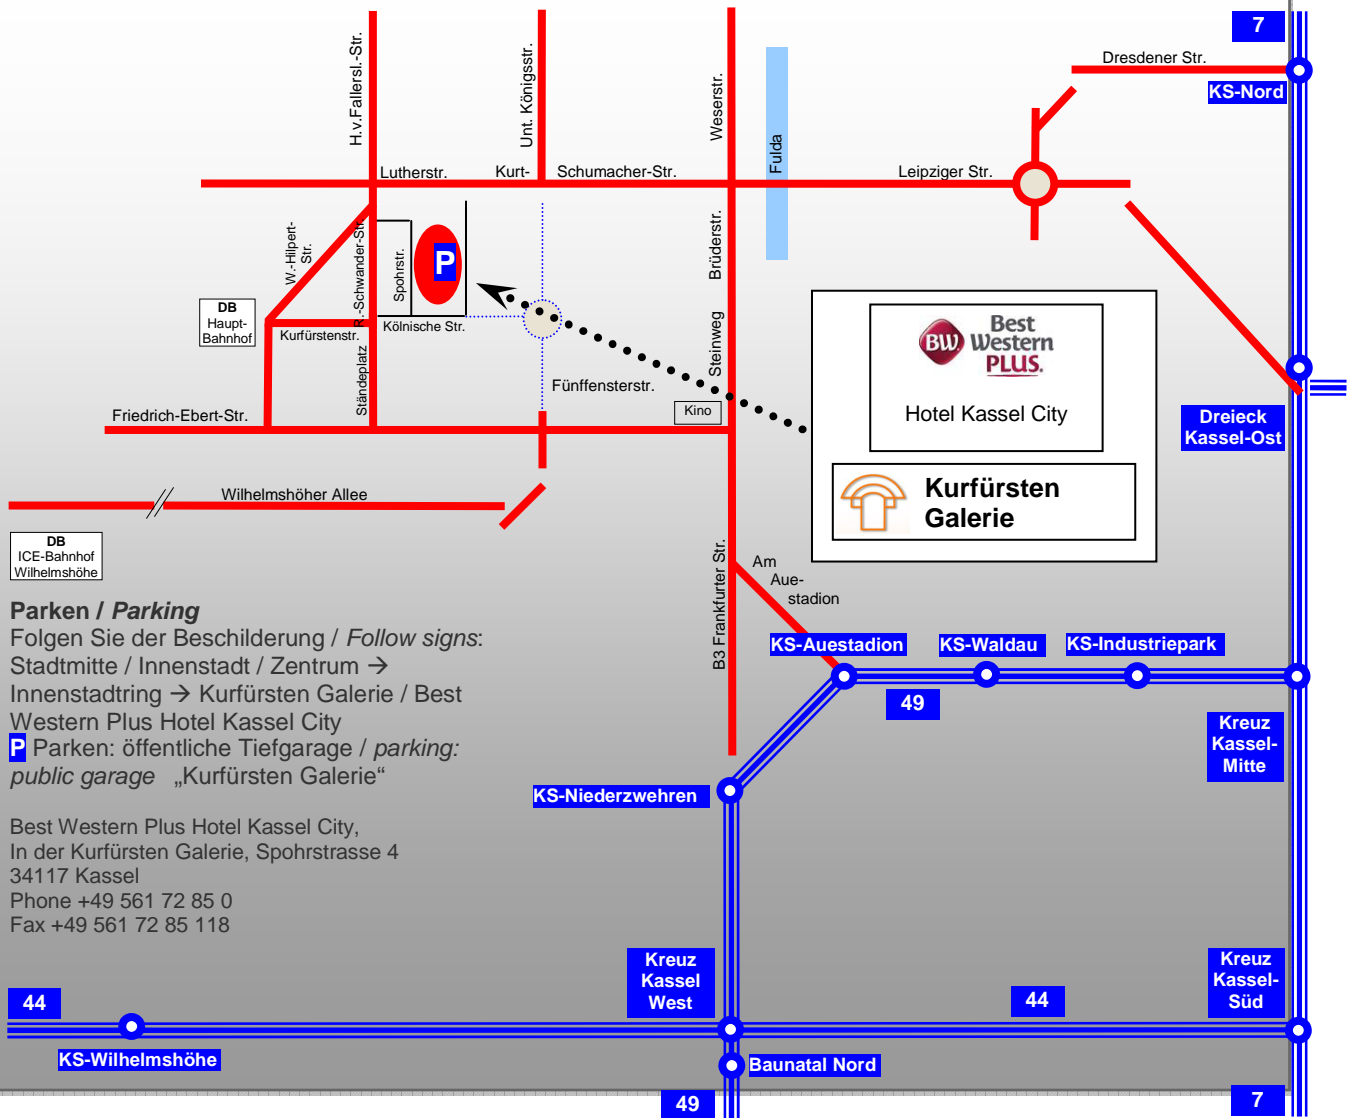 7
Dresdener Str.
KS-Nord
H.v.Fallersl.-Str.
Unt. Königsstr.
Weserstr.
Fulda
Lutherstr.
Kurt-
Schumacher-Str.
Leipziger Str.
W.-Hilpert-
Str.
R.-Schwander-Str.
Spohrstr.
P
Brüderstr.
DB
Haupt-
Bahnhof
Kurfürstenstr.
Kölnische Str.
Ständeplatz
Steinweg
Fünffensterstr.
Kino
Friedrich-Ebert-Str.
BW
Best
Western
PLUS.
Hotel Kassel City
Kurfürsten
Galerie
Dreieck
Kassel-Ost
Wilhelmshöher Allee
DB
ICE-Bahnhof
Wilhelmshöhe
B3 Frankfurter Str.
Am
Aue-
stadion
KS-Auestadion
KS-Waldau
KS-Industriepark
49
Kreuz
Kassel-
Mitte
Parken / Parking
Folgen Sie der Beschilderung / Follow signs:
Stadtmitte / Innenstadt / Zentrum →
Innenstadtring → Kurfürsten Galerie / Best
Western Plus Hotel Kassel City
P Parken: öffentliche Tiefgarage / parking:
public garage „Kurfürsten Galerie“
KS-Niederzwehren
Best Western Plus Hotel Kassel City,
In der Kurfürsten Galerie, Spohrstrasse 4
34117 Kassel
Phone +49 561 72 85 0
Fax +49 561 72 85 118
Kreuz
Kassel
West
Kreuz
Kassel-
Süd
44
44
KS-Wilhelmshöhe
Baunatal Nord
49
7